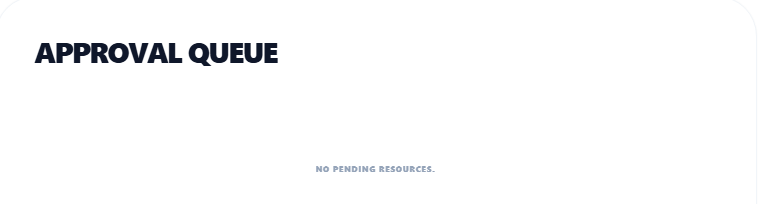 APPROVAL QUEUE
NO PENDING RESOURCES.